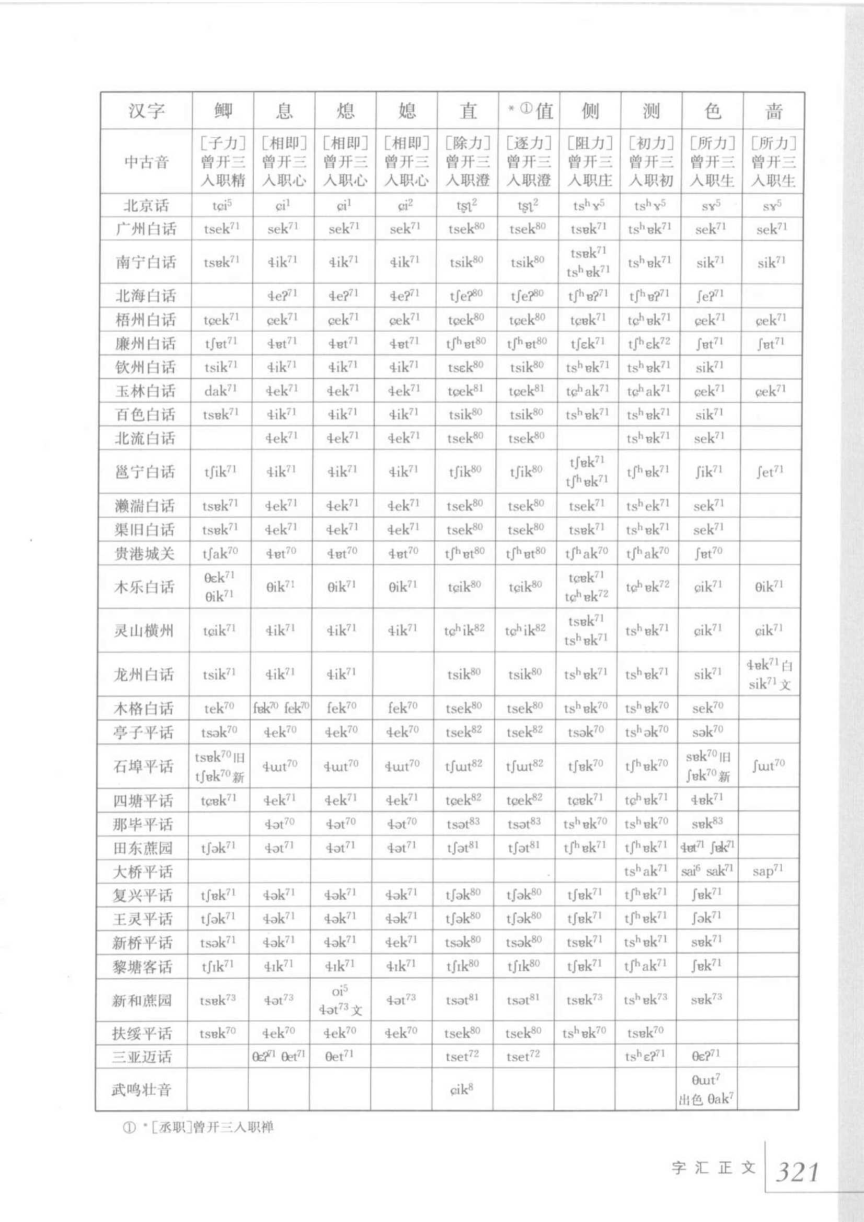 汉字 鲫 息 熄 媳 直 *①值 侧 测 色 啬
中古音 [子力]曾开三入职精 [相即]曾开三入职心 [相即]曾开三入职心 [相即]曾开三入职心 [除力]曾开三入职澄 [逐力]曾开三入职澄 [阻力]曾开三入职庄 [初力]曾开三入职初 [所力]曾开三入职生 [所力]曾开三入职生
北京话 tɕi⁵ ɕi¹ ɕi¹ ɕi² tʂʅ² tʂʅ² tsʰɤ⁵ tsʰɤ⁵ sɤ⁵ sɤ⁵
广州白话 tsek⁷¹ sek⁷¹ sek⁷¹ sek⁷¹ tsek⁸⁰ tsek⁸⁰ tsɐk⁷¹ tsʰɐk⁷¹ sek⁷¹ sek⁷¹
南宁白话 tsɐk⁷¹ ɬik⁷¹ ɬik⁷¹ ɬik⁷¹ tsik⁸⁰ tsik⁸⁰ tsɐk⁷¹ tsʰɐk⁷¹ tsʰɐk⁷¹ sik⁷¹ sik⁷¹
北海白话 ɬeʔ⁷¹ ɬeʔ⁷¹ ɬeʔ⁷¹ tʃeʔ⁸⁰ tʃeʔ⁸⁰ tʃʰɐʔ⁷¹ tʃʰɐʔ⁷¹ ʃeʔ⁷¹
梧州白话 tɕek⁷¹ ɕek⁷¹ ɕek⁷¹ ɕek⁷¹ tɕek⁸⁰ tɕek⁸⁰ tɕɐk⁷¹ tɕʰɐk⁷¹ ɕek⁷¹ ɕek⁷¹
廉州白话 tʃɐt⁷¹ ɬɐt⁷¹ ɬɐt⁷¹ ɬɐt⁷¹ tʃʰɐt⁸⁰ tʃʰɐt⁸⁰ tʃɛk⁷¹ tʃʰɛk⁷² ʃɐt⁷¹ ʃɐt⁷¹
钦州白话 tsik⁷¹ ɬik⁷¹ ɬik⁷¹ ɬik⁷¹ tsɛk⁸⁰ tsik⁸⁰ tsʰɐk⁷¹ tsʰɐk⁷¹ sik⁷¹
玉林白话 dak⁷¹ ɬek⁷¹ ɬek⁷¹ ɬek⁷¹ tɕek⁸¹ tɕek⁸¹ tɕʰak⁷¹ tɕʰak⁷¹ ɕek⁷¹ ɕek⁷¹
百色白话 tsɐk⁷¹ ɬik⁷¹ ɬik⁷¹ ɬik⁷¹ tsik⁸⁰ tsik⁸⁰ tsʰɐk⁷¹ tsʰɐk⁷¹ sik⁷¹
北流白话 ɬek⁷¹ ɬek⁷¹ ɬek⁷¹ tsek⁸⁰ tsek⁸⁰ tsʰɐk⁷¹ sek⁷¹
邕宁白话 tʃik⁷¹ ɬik⁷¹ ɬik⁷¹ ɬik⁷¹ tʃik⁸⁰ tʃik⁸⁰ tʃɐk⁷¹ tʃʰɐk⁷¹ tʃʰɐk⁷¹ ʃik⁷¹ ʃet⁷¹
濑湍白话 tsɐk⁷¹ ɬek⁷¹ ɬek⁷¹ ɬek⁷¹ tsek⁸⁰ tsek⁸⁰ tsek⁷¹ tsʰek⁷¹ sek⁷¹
渠旧白话 tsɐk⁷¹ ɬek⁷¹ ɬek⁷¹ ɬek⁷¹ tsek⁸⁰ tsek⁸⁰ tsɐk⁷¹ tsʰɐk⁷¹ sek⁷¹
贵港城关 tʃak⁷⁰ ɬɐt⁷⁰ ɬɐt⁷⁰ ɬɐt⁷⁰ tʃʰɐt⁸⁰ tʃʰɐt⁸⁰ tʃʰak⁷⁰ tʃʰak⁷⁰ ʃɐt⁷⁰
木乐白话 θɛk⁷¹ θik⁷¹ θik⁷¹ θik⁷¹ θik⁷¹ tɕik⁸⁰ tɕik⁸⁰ tɕɐk⁷¹ tɕʰɐk⁷² tɕʰɐk⁷² ɕik⁷¹ θik⁷¹
灵山横州 tɕik⁷¹ ɬik⁷¹ ɬik⁷¹ ɬik⁷¹ tɕʰik⁸² tɕʰik⁸² tsɐk⁷¹ tsʰɐk⁷¹ tsʰɐk⁷¹ ɕik⁷¹ ɕik⁷¹
龙州白话 tsik⁷¹ ɬik⁷¹ ɬik⁷¹ tsik⁸⁰ tsik⁸⁰ tsʰɐk⁷¹ tsʰɐk⁷¹ sik⁷¹ ɬɐk⁷¹白 sik⁷¹文
木格白话 tek⁷⁰ fɐk⁷⁰ fek⁷⁰ fek⁷⁰ fek⁷⁰ tsek⁸⁰ tsek⁸⁰ tsʰɐk⁷⁰ tsʰɐk⁷⁰ sek⁷⁰
亭子平话 tsək⁷⁰ ɬek⁷⁰ ɬek⁷⁰ ɬek⁷⁰ tsek⁸² tsek⁸² tsək⁷⁰ tsʰək⁷⁰ sək⁷⁰
石埠平话 tsɐk⁷⁰旧 tʃɐk⁷⁰新 ɬɯt⁷⁰ ɬɯt⁷⁰ ɬɯt⁷⁰ tʃɯt⁸² tʃɯt⁸² tʃɐk⁷⁰ tʃʰɐk⁷⁰ sɐk⁷⁰旧 ʃɐk⁷⁰新 ʃɯt⁷⁰
四塘平话 tɕɐk⁷¹ ɬek⁷¹ ɬek⁷¹ ɬek⁷¹ tɕek⁸² tɕek⁸² tɕɐk⁷¹ tɕʰɐk⁷¹ ɬɐk⁷¹
那毕平话 ɬət⁷⁰ ɬət⁷⁰ ɬət⁷⁰ tsət⁸³ tsət⁸³ tsʰɐk⁷⁰ tsʰɐk⁷⁰ sɐk⁸³
田东蔗园 tʃək⁷¹ ɬət⁷¹ ɬət⁷¹ ɬət⁷¹ tʃət⁸¹ tʃət⁸¹ tʃʰɐk⁷¹ tʃʰɐk⁷¹ ɬɐt⁷¹ ʃɐk⁷¹
大桥平话 tsʰak⁷¹ sai⁶ sak⁷¹ sap⁷¹
复兴平话 tʃɐk⁷¹ ɬək⁷¹ ɬək⁷¹ ɬək⁷¹ tʃək⁸⁰ tʃək⁸⁰ tʃɐk⁷¹ tʃʰɐk⁷¹ ʃɐk⁷¹
王灵平话 tʃək⁷¹ ɬək⁷¹ ɬək⁷¹ ɬək⁷¹ tʃək⁸⁰ tʃək⁸⁰ tʃɐk⁷¹ tʃʰɐk⁷¹ ʃək⁷¹
新桥平话 tsək⁷¹ ɬək⁷¹ ɬək⁷¹ ɬek⁷¹ tsək⁸⁰ tsək⁸⁰ tsɐk⁷¹ tsʰɐk⁷¹ sɐk⁷¹
黎塘客话 tʃɪk⁷¹ ɬɪk⁷¹ ɬɪk⁷¹ ɬɪk⁷¹ tʃɪk⁸⁰ tʃɪk⁸⁰ tʃɐk⁷¹ tʃʰak⁷¹ ʃɐk⁷¹
新和蔗园 tsɐk⁷³ ɬət⁷³ oi⁵ ɬət⁷³文 ɬət⁷³ tsət⁸¹ tsət⁸¹ tsɐk⁷³ tsʰɐk⁷³ sɐk⁷³
扶绥平话 tsɐk⁷⁰ ɬek⁷⁰ ɬek⁷⁰ ɬek⁷⁰ tsek⁸⁰ tsek⁸⁰ tsʰɐk⁷⁰ tsɐk⁷⁰
三亚迈话 θɛʔ⁷¹ θet⁷¹ θet⁷¹ tset⁷² tset⁷² tsʰɛʔ⁷¹ θɛʔ⁷¹
武鸣壮音 ɕik⁸ θɯt⁷ 出色 θak⁷
① *[丞职]曾开三入职禅
字汇正文 321